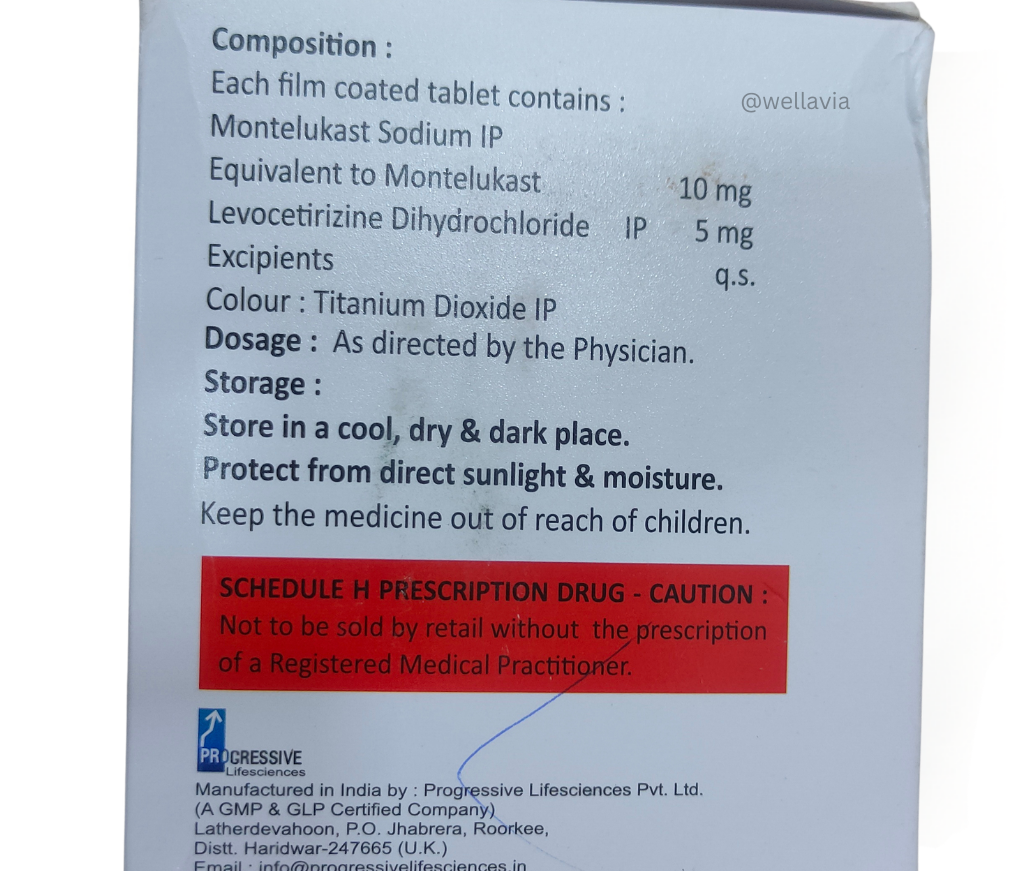 Composition :
Each film coated tablet contains :
@wellavia
Montelukast Sodium IP
Equivalent to Montelukast 10 mg
Levocetirizine Dihydrochloride IP 5 mg
Excipients q.s.
Colour : Titanium Dioxide IP
Dosage : As directed by the Physician.
Storage :
Store in a cool, dry & dark place.
Protect from direct sunlight & moisture.
Keep the medicine out of reach of children.
SCHEDULE H PRESCRIPTION DRUG - CAUTION :
Not to be sold by retail without the prescription
of a Registered Medical Practitioner.
PROGRESSIVE
Lifesciences
Manufactured in India by : Progressive Lifesciences Pvt. Ltd.
(A GMP & GLP Certified Company)
Latherdevahoon, P.O. Jhabrera, Roorkee,
Distt. Haridwar-247665 (U.K.)
Email : info@progressivelifesciences.in